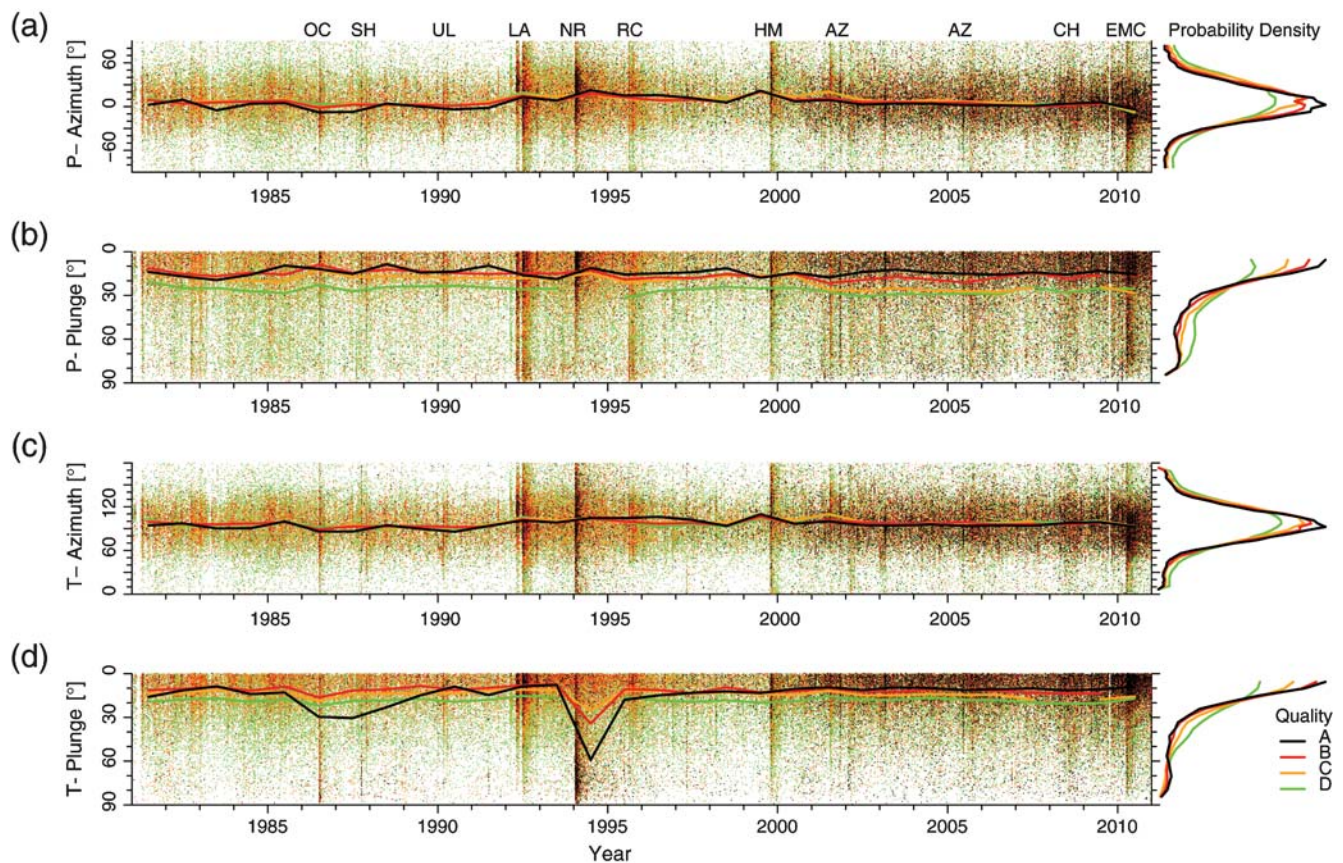 (a)
OC SH UL LA NR RC HM AZ AZ CH EMC Probability Density
P– Azimuth [°]
60
0
−60
1985 1990 1995 2000 2005 2010
(b)
P- Plunge [°]
0
30
60
90
1985 1990 1995 2000 2005 2010
(c)
T– Azimuth [°]
120
60
0
1985 1990 1995 2000 2005 2010
(d)
T- Plunge [°]
0
30
60
90
Quality
A
B
C
D
1985 1990 1995 2000 2005 2010
Year